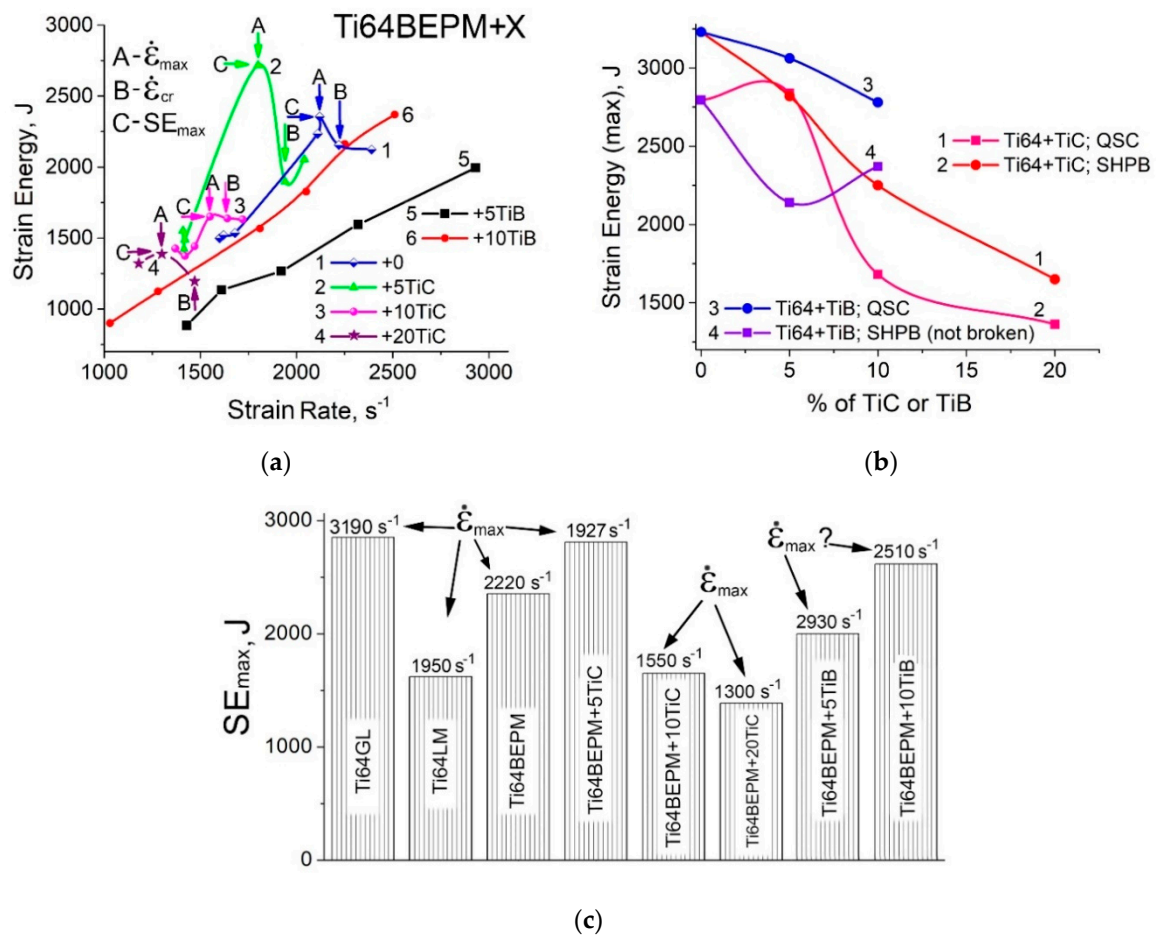 Ti64BEPM+X
A-ε̇max
B-ε̇cr
C-SEmax
A
C
2
A
B
C
B
1
6
5
A
B
C
3
A
C
4
B
5 +5TiB
6 +10TiB
1 +0
2 +5TiC
3 +10TiC
4 +20TiC
3000
2500
2000
1500
1000
Strain Energy, J
1000 1500 2000 2500 3000
Strain Rate, s-1
(a)
3000
2500
2000
1500
Strain Energy (max), J
3
4
1
2
1 Ti64+TiC; QSC
2 Ti64+TiC; SHPB
3 Ti64+TiB; QSC
4 Ti64+TiB; SHPB (not broken)
0 5 10 15 20
% of TiC or TiB
(b)
3000
2000
1000
0
SEmax, J
3190 s-1
ε̇max
1927 s-1
ε̇max ?
2510 s-1
2220 s-1
ε̇max
2930 s-1
1950 s-1
1550 s-1
1300 s-1
Ti64GL
Ti64LM
Ti64BEPM
Ti64BEPM+5TiC
Ti64BEPM+10TiC
Ti64BEPM+20TiC
Ti64BEPM+5TiB
Ti64BEPM+10TiB
(c)